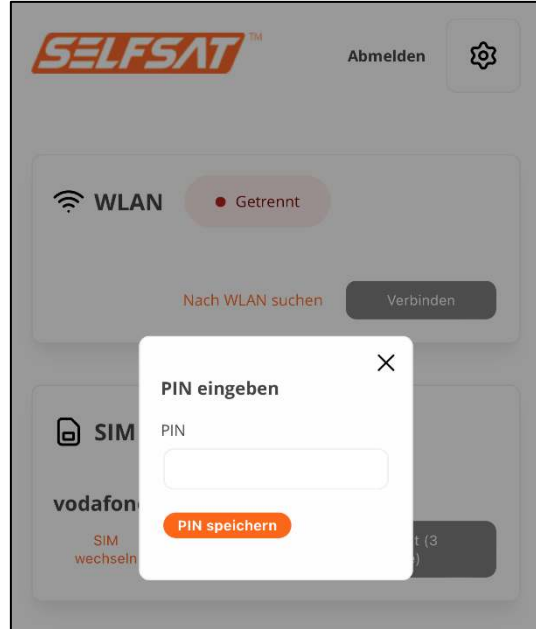 SELFSAT™
Abmelden
WLAN
Getrennt
Nach WLAN suchen
Verbinden
PIN eingeben
PIN
PIN speichern
SIM
vodafon
SIM
wechseln
(3